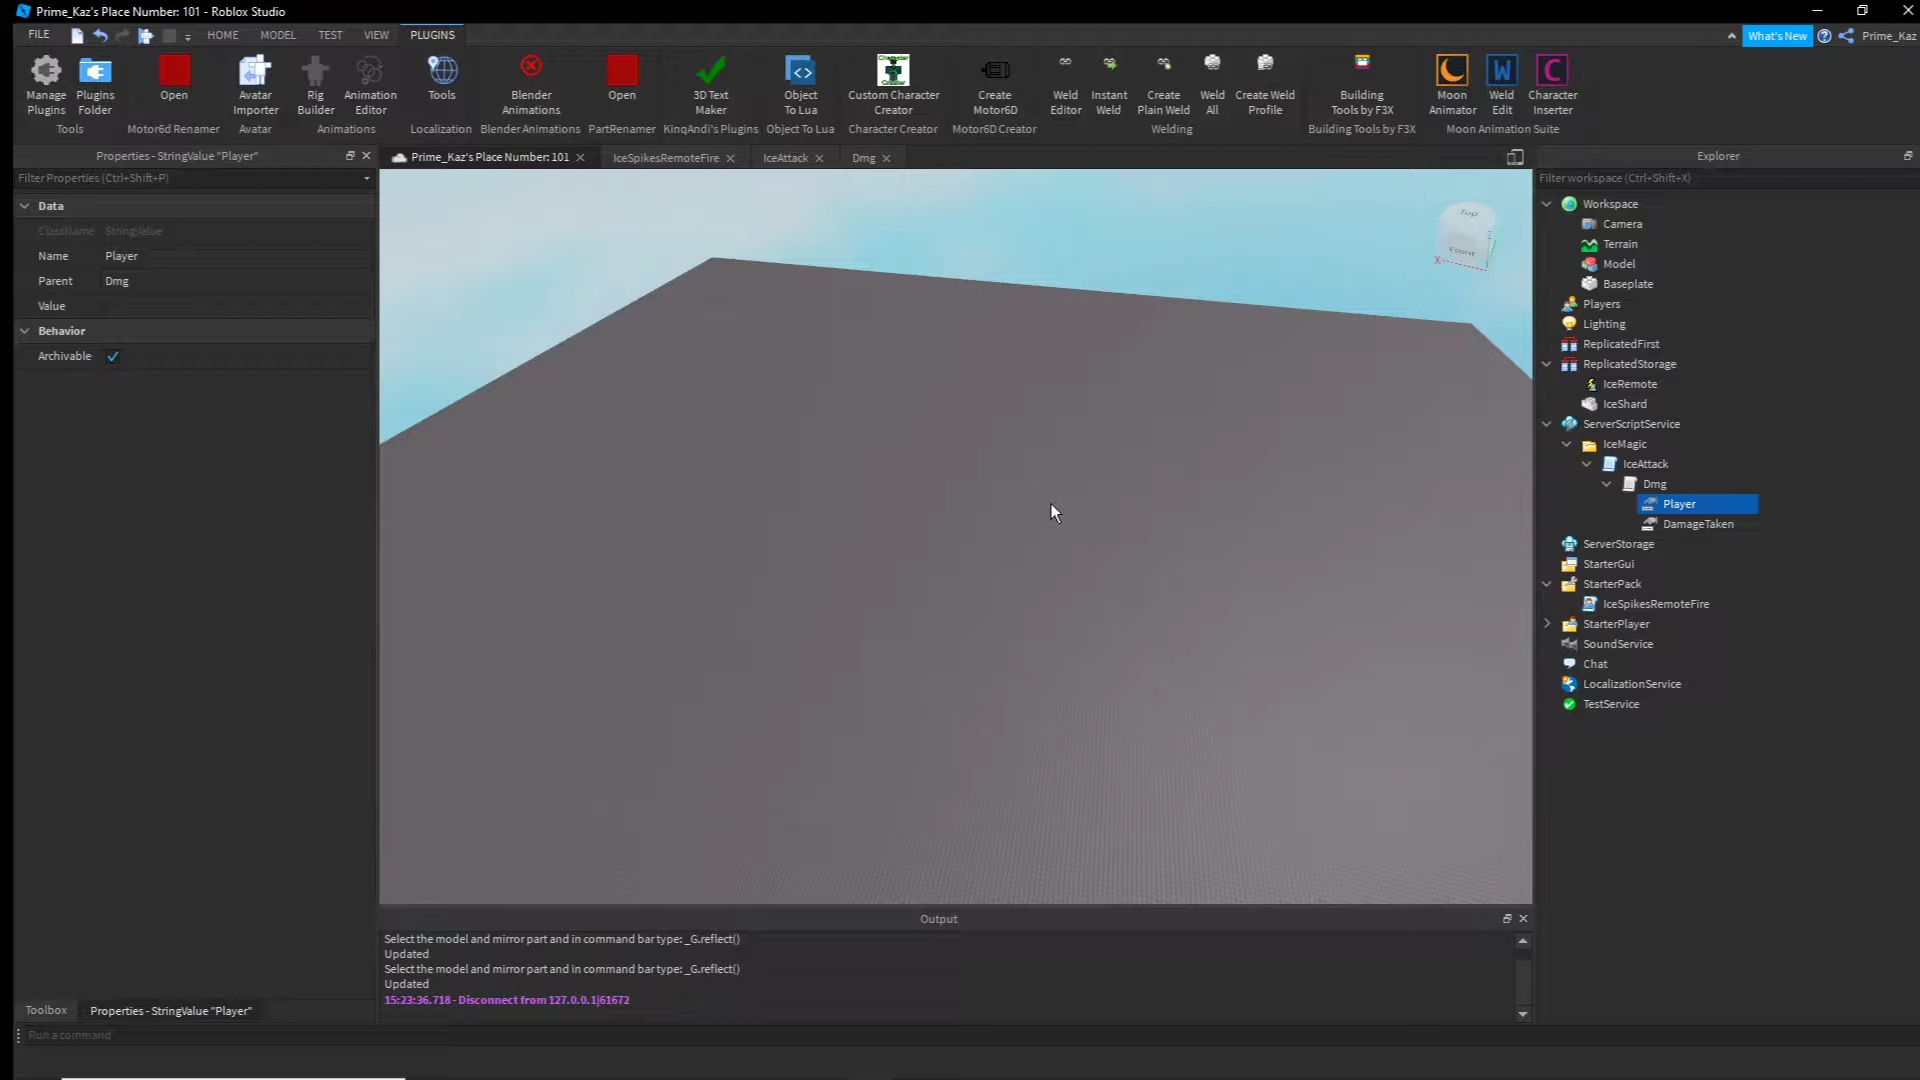 Prime_Kaz's Place Number: 101 - Roblox Studio
FILE HOME MODEL TEST VIEW PLUGINS What's New Prime_Kaz
Manage Plugins
Plugins Folder
Tools
Open
Motor6d Renamer
Avatar Importer
Avatar
Rig Builder
Animation Editor
Animations
Tools
Localization
Blender Animations
Blender Animations
Open
PartRenamer
3D Text Maker
KinqAndi's Plugins
Object To Lua
Object To Lua
Custom Character Creator
Character Creator
Create Motor6D
Motor6D Creator
Weld Editor
Instant Weld
Create Plain Weld
Weld All
Create Weld Profile
Welding
Building Tools by F3X
Building Tools by F3X
Moon Animator
Weld Edit
Character Inserter
Moon Animation Suite
Properties - StringValue "Player"
Filter Properties (Ctrl+Shift+P)
Data
ClassName StringValue
Name Player
Parent Dmg
Value
Behavior
Archivable
Prime_Kaz's Place Number: 101
IceSpikesRemoteFire
IceAttack
Dmg
Top
Front
X
Z
Explorer
Filter workspace (Ctrl+Shift+X)
Workspace
Camera
Terrain
Model
Baseplate
Players
Lighting
ReplicatedFirst
ReplicatedStorage
IceRemote
IceShard
ServerScriptService
IceMagic
IceAttack
Dmg
Player
DamageTaken
ServerStorage
StarterGui
StarterPack
IceSpikesRemoteFire
StarterPlayer
SoundService
Chat
LocalizationService
TestService
Output
Select the model and mirror part and in command bar type: _G.reflect()
Updated
Select the model and mirror part and in command bar type: _G.reflect()
Updated
15:23:36.718 - Disconnect from 127.0.0.1|61672
Toolbox
Properties - StringValue "Player"
Run a command